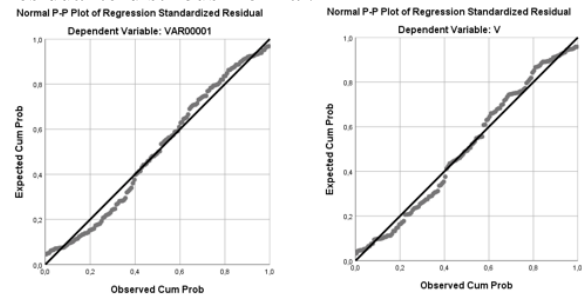 Normal P-P Plot of Regression Standardized Residual
Dependent Variable: VAR00001
Expected Cum Prob
1,0
0,8
0,6
0,4
0,2
0,0
0,0 0,2 0,4 0,6 0,8 1,0
Observed Cum Prob
Normal P-P Plot of Regression Standardized Residual
Dependent Variable: V
Expected Cum Prob
1,0
0,8
0,6
0,4
0,2
0,0
0,0 0,2 0,4 0,6 0,8 1,0
Observed Cum Prob